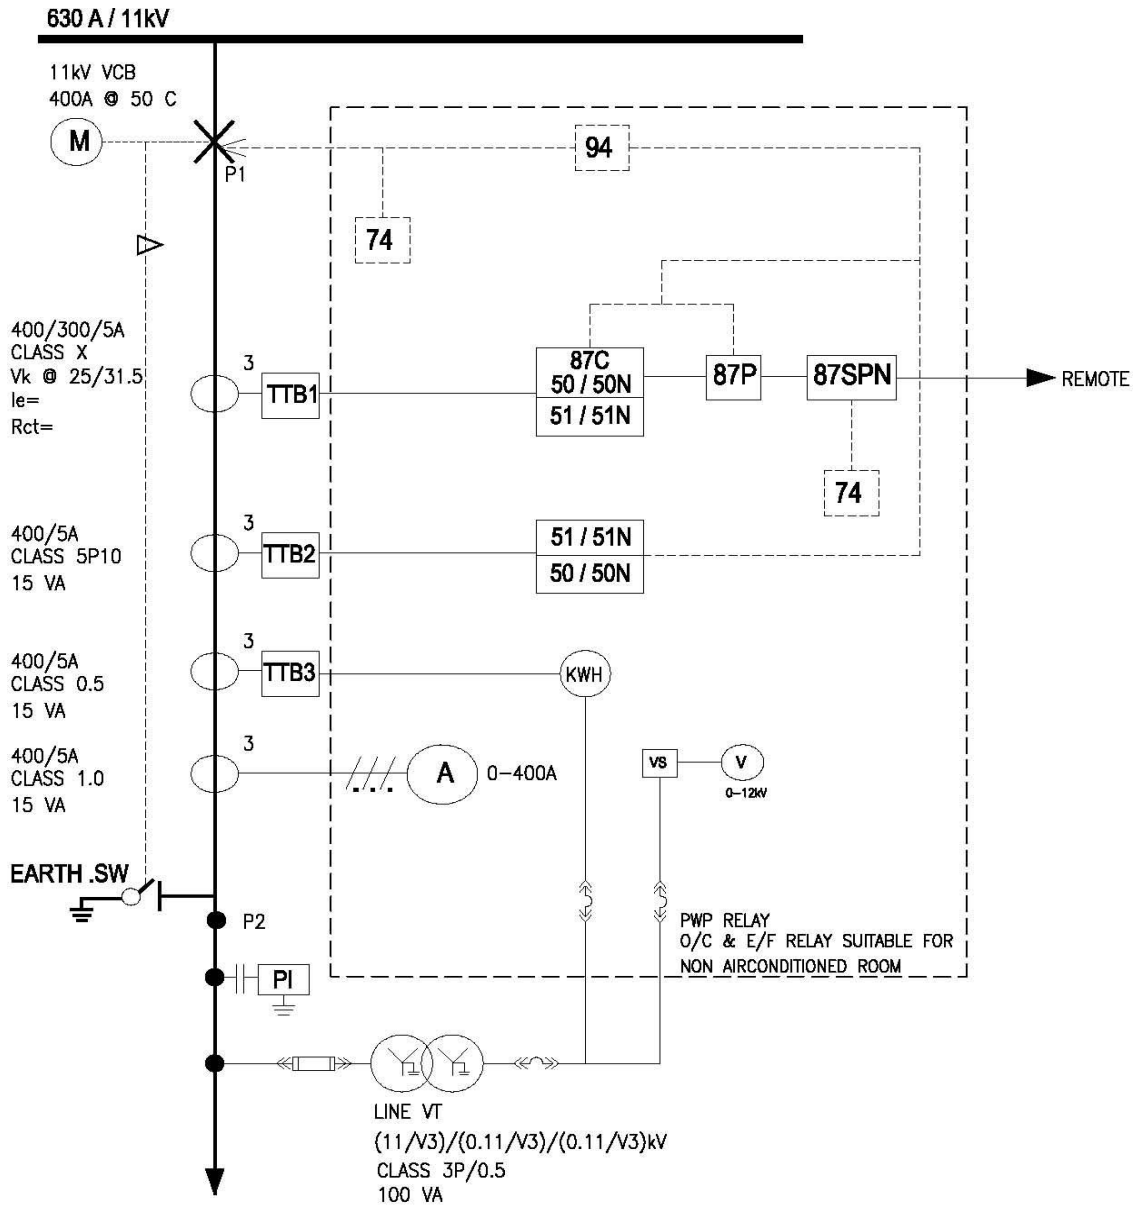 630 A / 11kV
11kV VCB
400A @ 50 C
M
P1
94
74
400/300/5A
CLASS X
Vk @ 25/31.5
Ie=
Rct=
3
TTB1
87C
50 / 50N
51 / 51N
87P
87SPN
REMOTE
74
400/5A
CLASS 5P10
15 VA
3
TTB2
51 / 51N
50 / 50N
400/5A
CLASS 0.5
15 VA
3
TTB3
KWH
400/5A
CLASS 1.0
15 VA
3
A
0-400A
VS
V
0-12kV
EARTH .SW
P2
PI
PWP RELAY
O/C & E/F RELAY SUITABLE FOR
NON AIRCONDITIONED ROOM
LINE VT
(11/V3)/(0.11/V3)/(0.11/V3)kV
CLASS 3P/0.5
100 VA